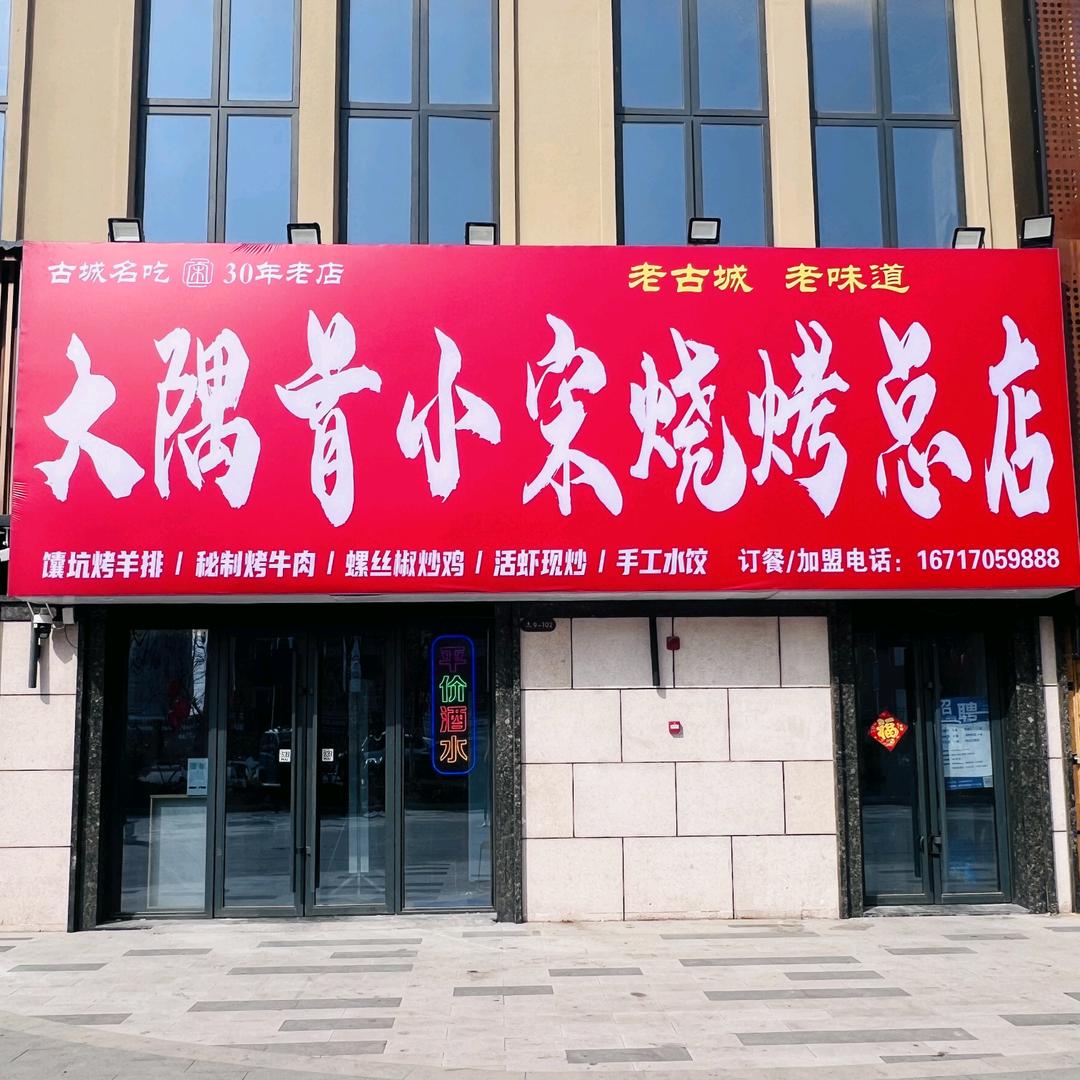 古城名吃 宋 30年老店
老古城 老味道
大隅首小宋烧烤总店
馕坑烤羊排 / 秘制烤牛肉 / 螺丝椒炒鸡 / 活虾现炒 / 手工水饺 订餐/加盟电话：16717059888
9-102
平价酒水
福
招聘